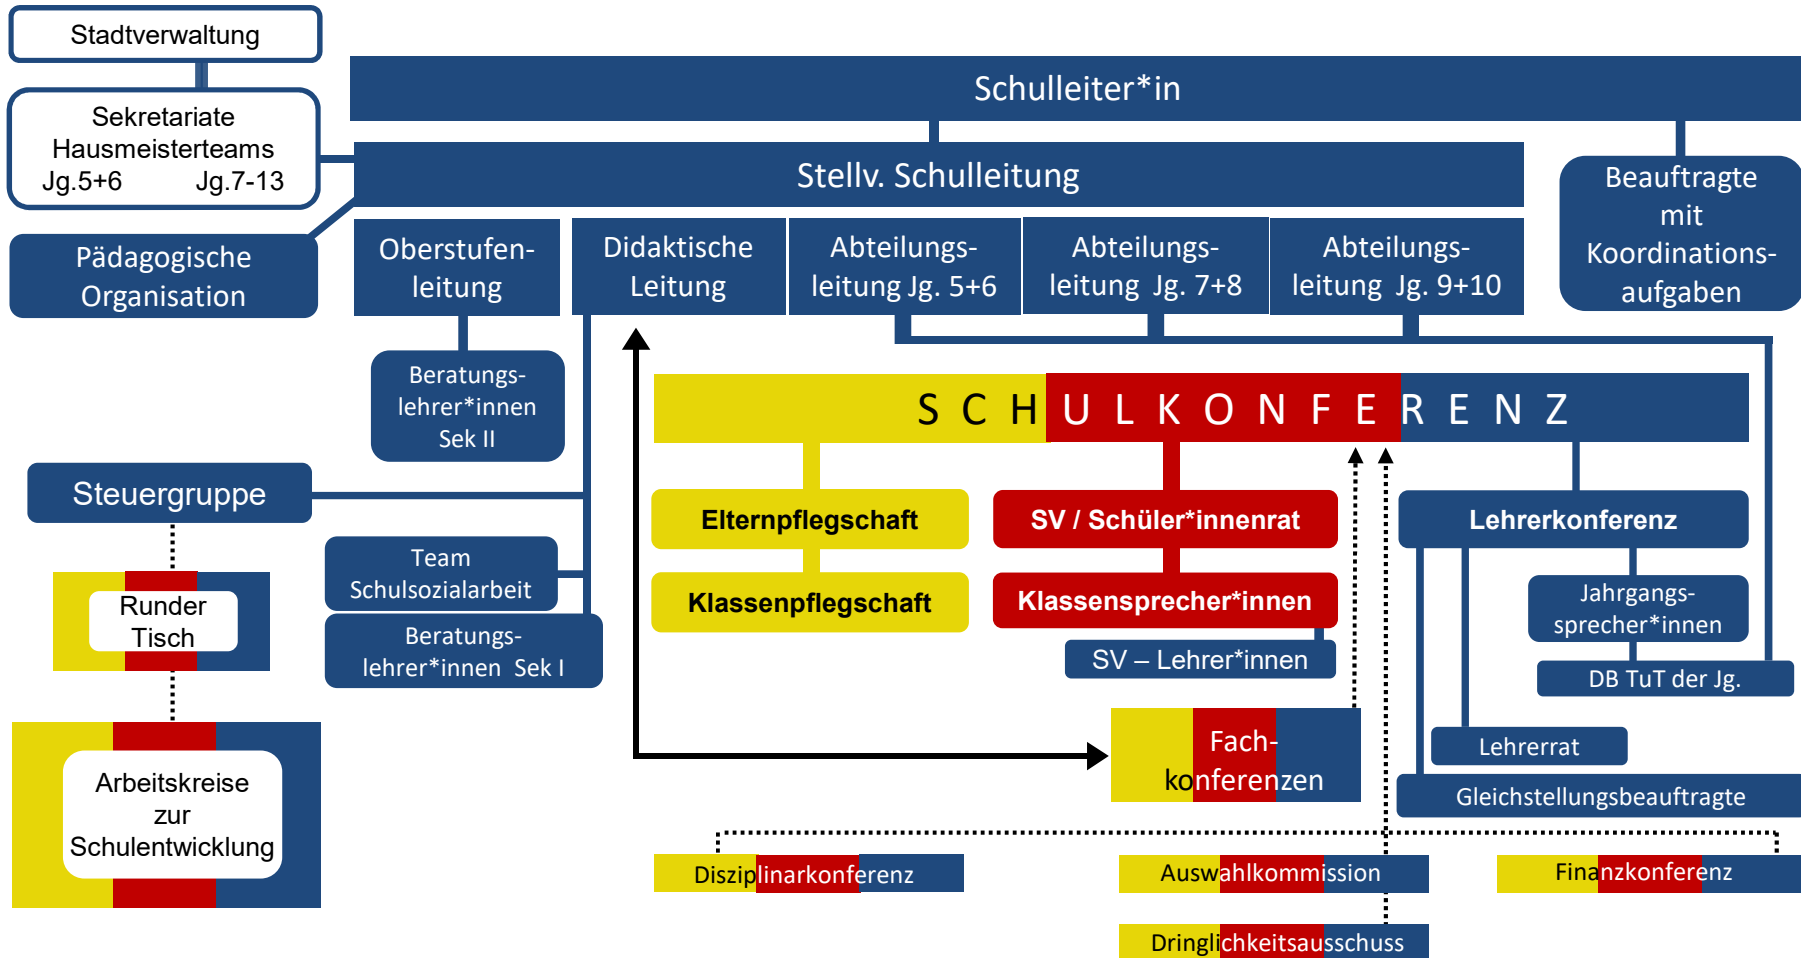 Stadtverwaltung
Schulleiter*in
Sekretariate
Hausmeisterteams
Jg.5+6 Jg.7-13
Stellv. Schulleitung
Beauftragte
mit
Koordinations-
aufgaben
Pädagogische
Organisation
Oberstufen-
leitung
Didaktische
Leitung
Abteilungs-
leitung Jg. 5+6
Abteilungs-
leitung Jg. 7+8
Abteilungs-
leitung Jg. 9+10
Beratungs-
lehrer*innen
Sek II
SCHULKONFERENZ
Steuergruppe
Elternpflegschaft
SV / Schüler*innenrat
Lehrerkonferenz
Team
Schulsozialarbeit
Klassenpflegschaft
Klassensprecher*innen
Jahrgangs-
sprecher*innen
Runder
Tisch
Beratungs-
lehrer*innen Sek I
SV – Lehrer*innen
DB TuT der Jg.
Fach-
konferenzen
Lehrerrat
Gleichstellungsbeauftragte
Arbeitskreise
zur
Schulentwicklung
Disziplinarkonferenz
Auswahlkommission
Finanzkonferenz
Dringlichkeitsausschuss